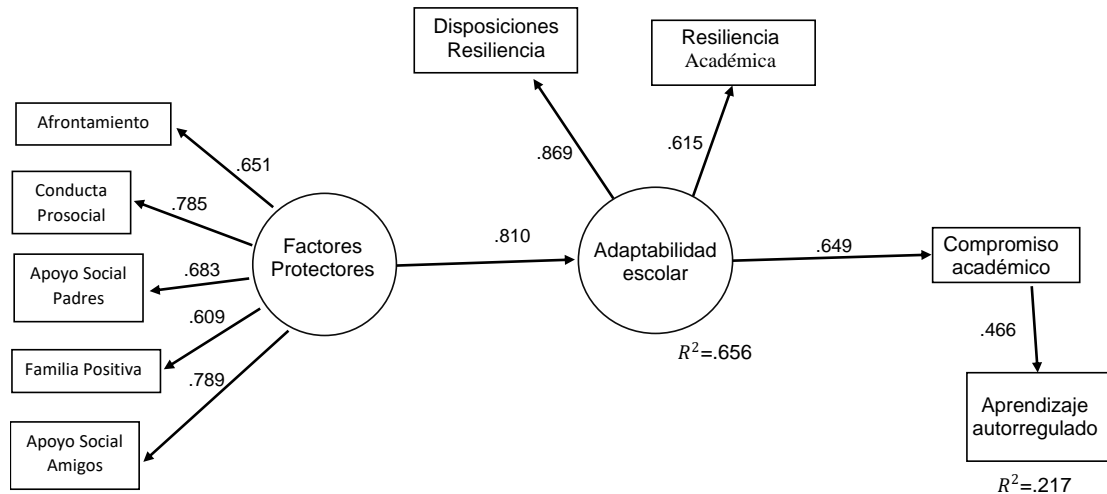 Disposiciones
Resiliencia
Resiliencia
Académica
Afrontamiento
.651
.869
.615
Conducta
Prosocial
.785
Factores
Protectores
.810
Adaptabilidad
escolar
.649
Compromiso
académico
Apoyo Social
Padres
.683
.609
Familia Positiva
.789
R²=.656
.466
Apoyo Social
Amigos
Aprendizaje
autorregulado
R²=.217